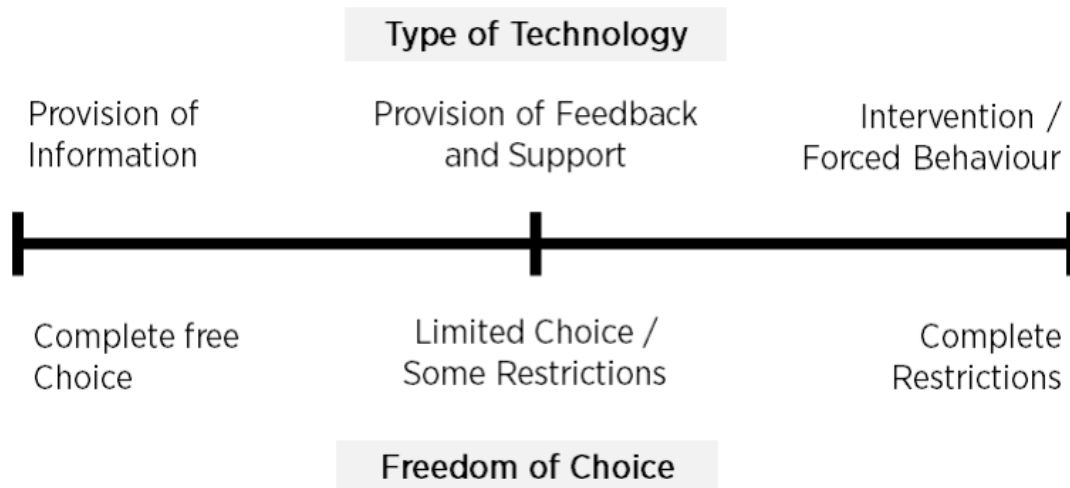 Type of Technology
Provision of
Information
Provision of Feedback
and Support
Intervention /
Forced Behaviour
Complete free
Choice
Limited Choice /
Some Restrictions
Complete
Restrictions
Freedom of Choice